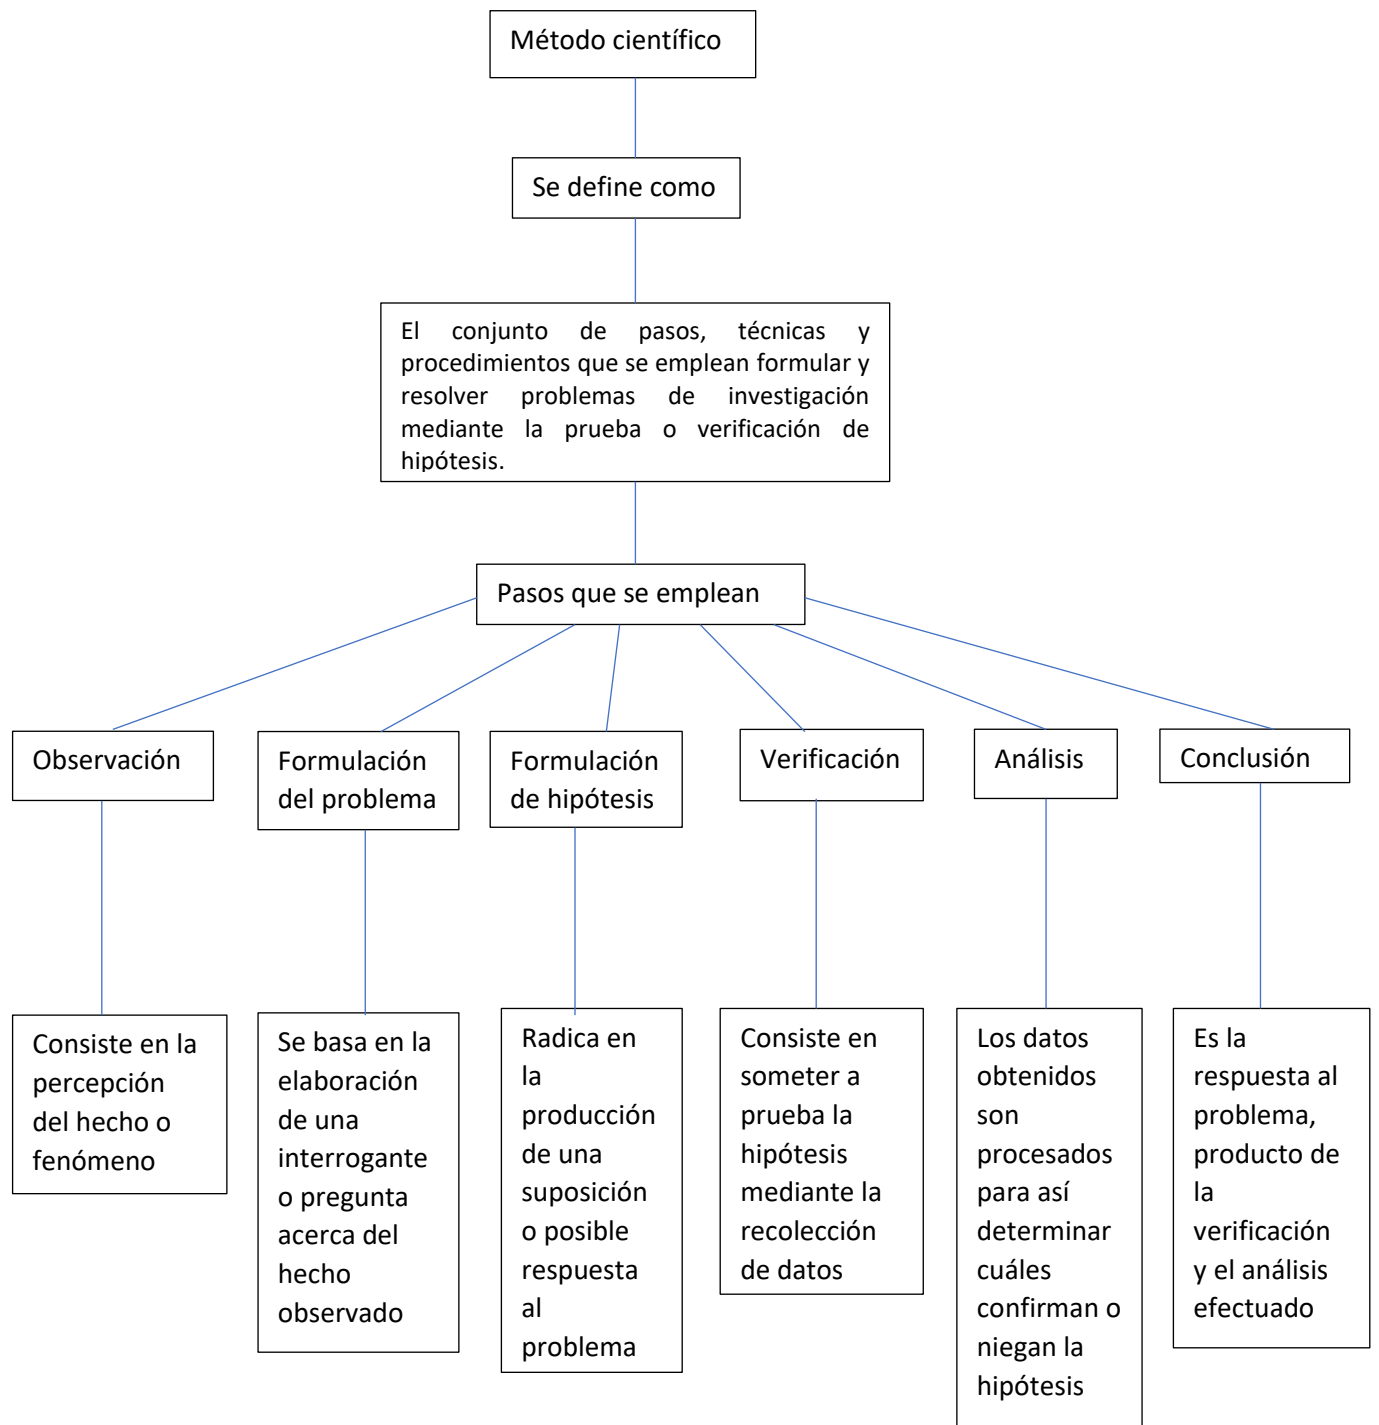 Método científico
Se define como
El conjunto de pasos, técnicas y
procedimientos que se emplean formular y
resolver problemas de investigación
mediante la prueba o verificación de
hipótesis.
Pasos que se emplean
Observación
Formulación
del problema
Formulación
de hipótesis
Verificación
Análisis
Conclusión
Consiste en la
percepción
del hecho o
fenómeno
Se basa en la
elaboración
de una
interrogante
o pregunta
acerca del
hecho
observado
Radica en
la
producción
de una
suposición
o posible
respuesta
al
problema
Consiste en
someter a
prueba la
hipótesis
mediante la
recolección
de datos
Los datos
obtenidos
son
procesados
para así
determinar
cuáles
confirman o
niegan la
hipótesis
Es la
respuesta al
problema,
producto de
la
verificación
y el análisis
efectuado